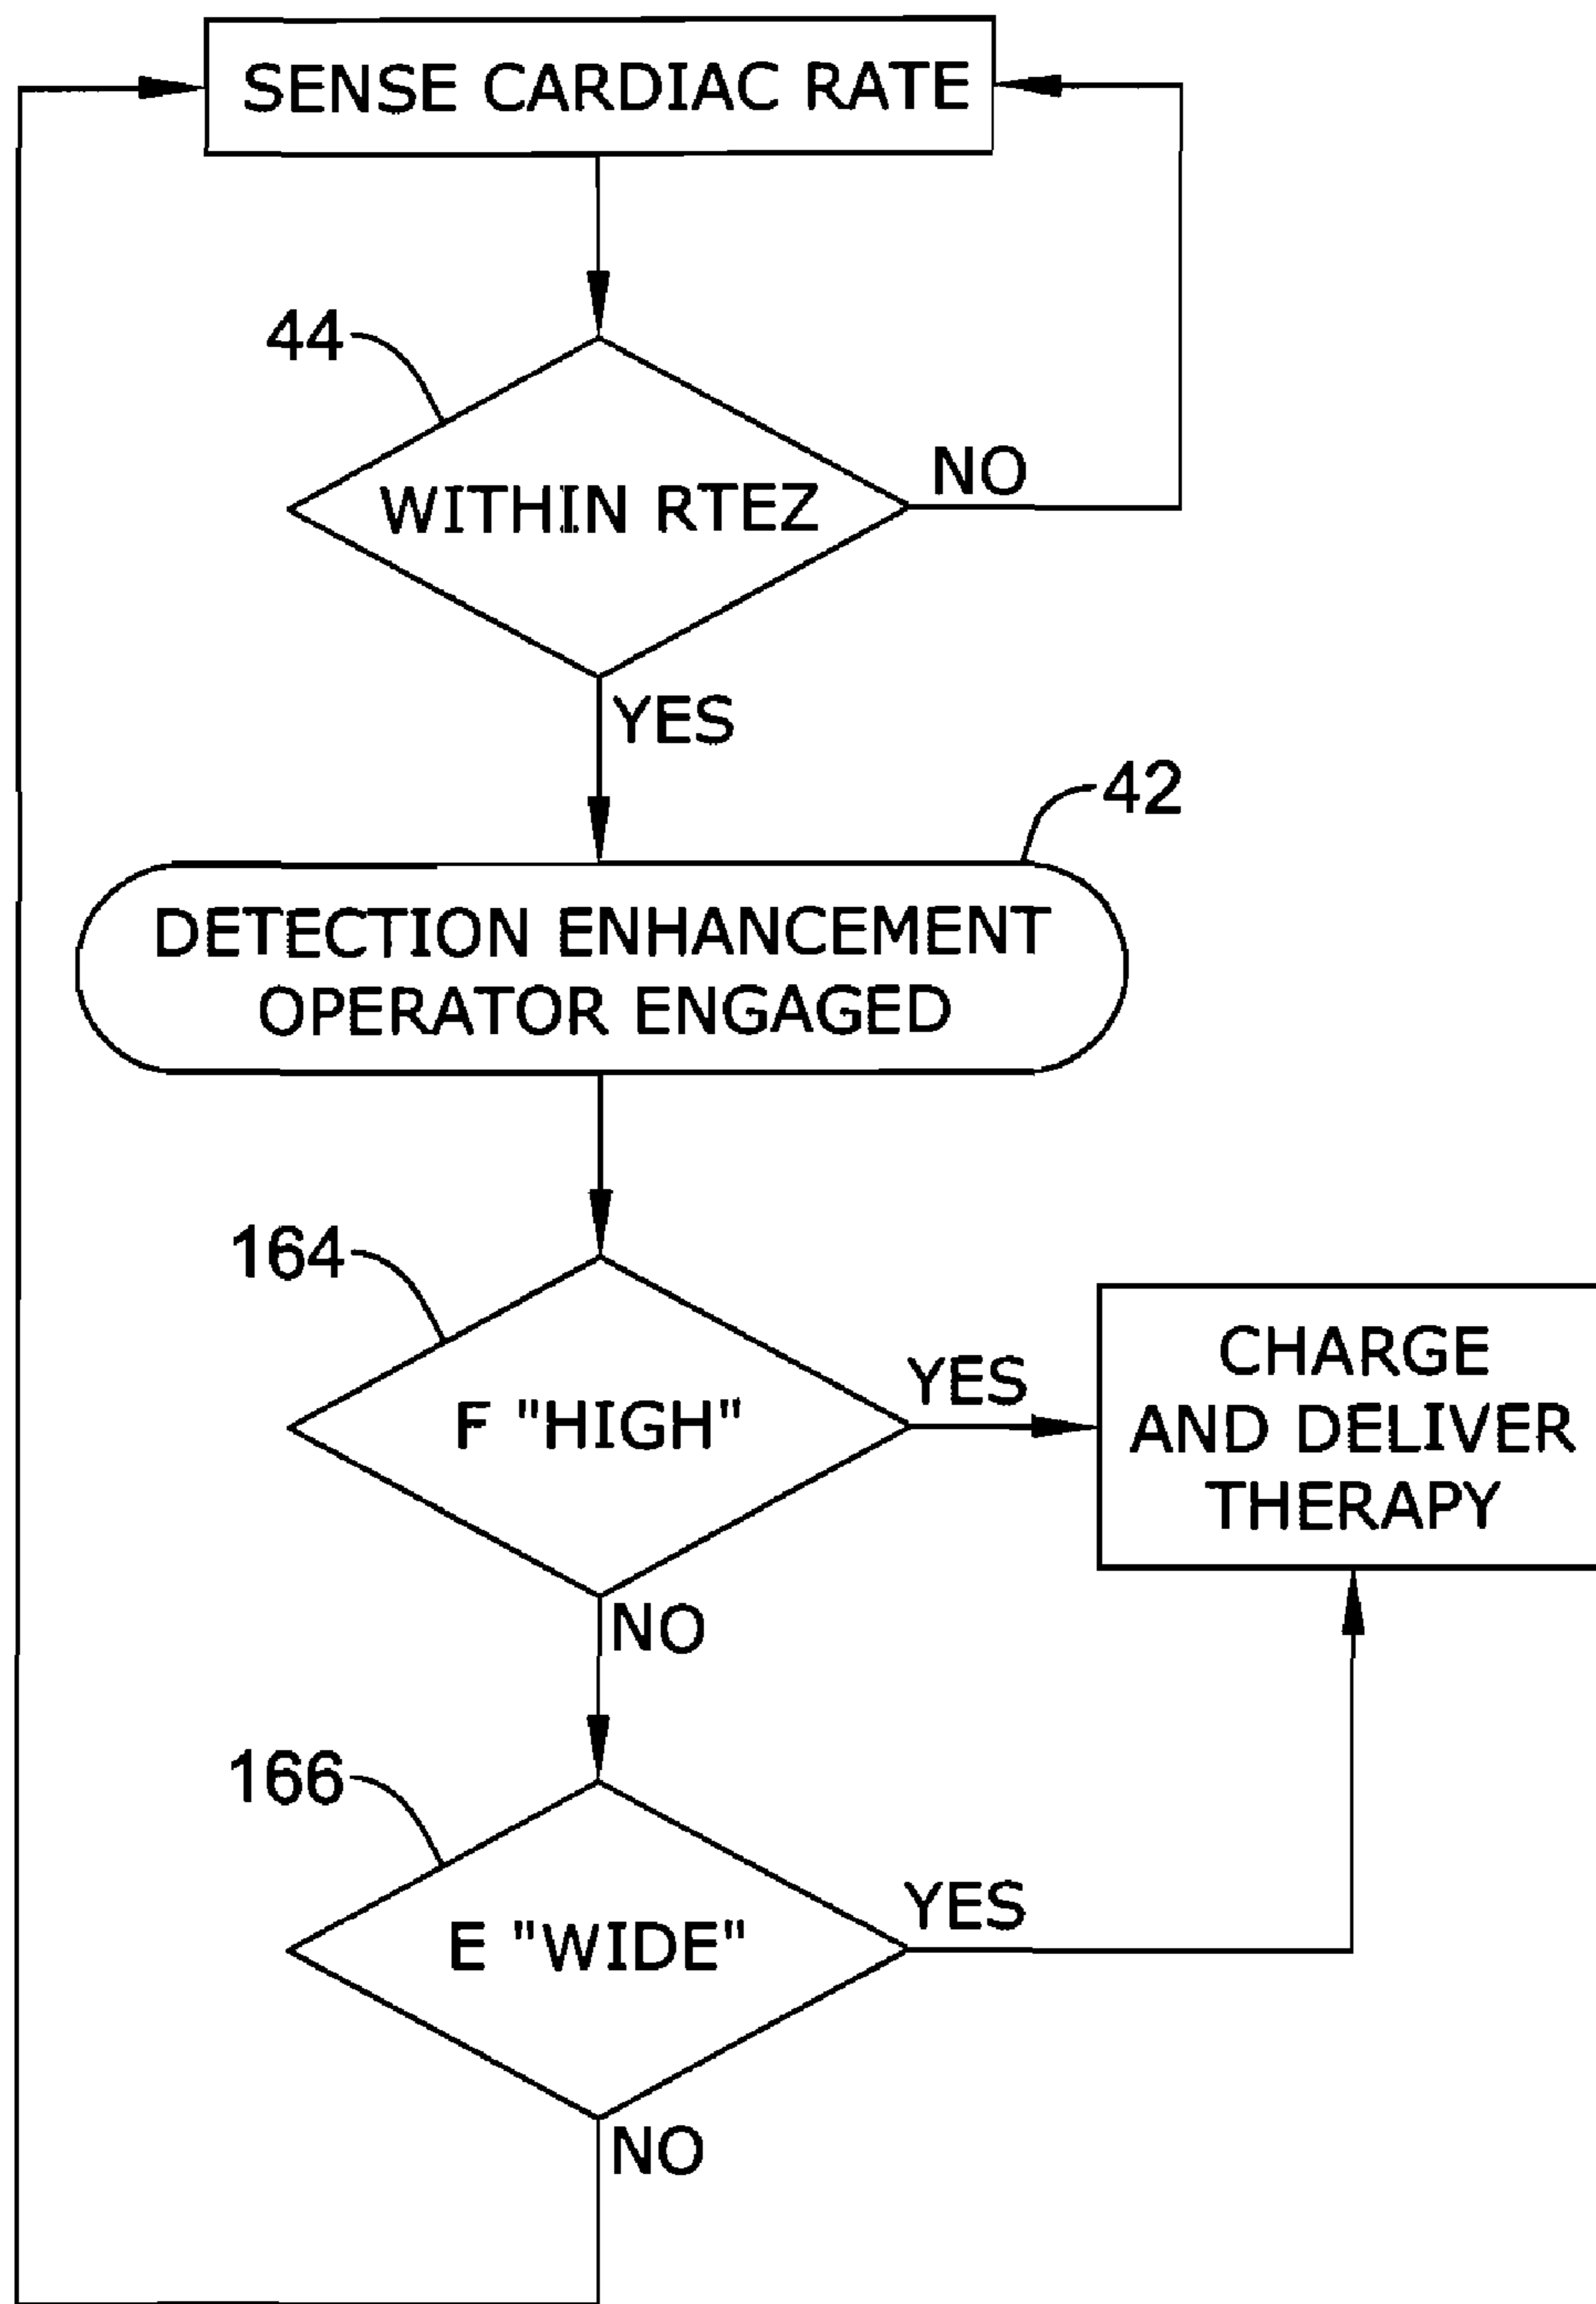 SENSE CARDIAC RATE
44
WITHIN RTEZ
NO
YES
42
DETECTION ENHANCEMENT
OPERATOR ENGAGED
164
F "HIGH"
YES
CHARGE
AND DELIVER
THERAPY
NO
166
E "WIDE"
YES
NO